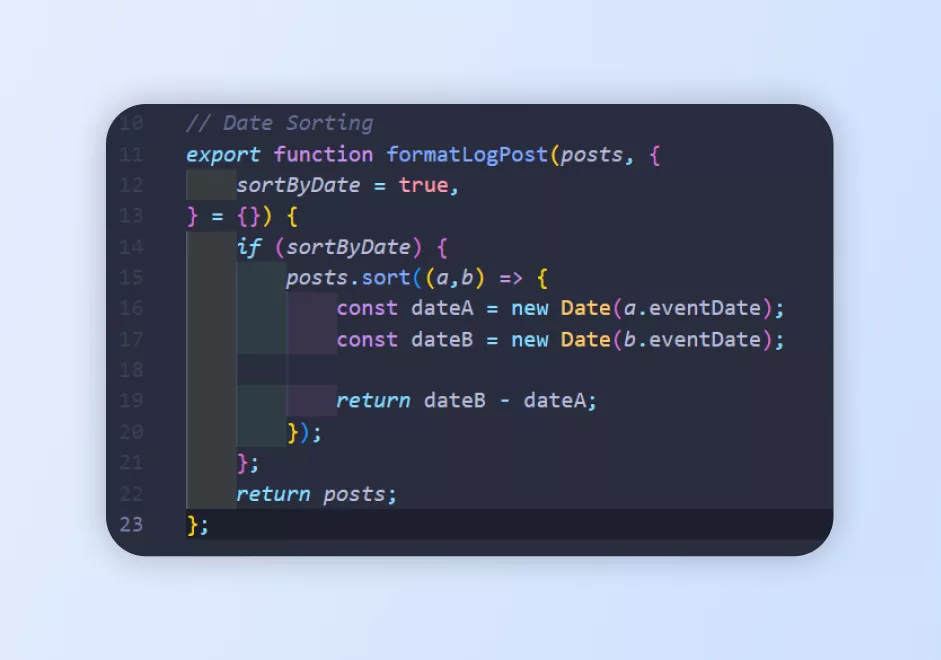 10 // Date Sorting
11 export function formatLogPost(posts, {
12     sortByDate = true,
13 } = {}) {
14     if (sortByDate) {
15         posts.sort((a,b) => {
16             const dateA = new Date(a.eventDate);
17             const dateB = new Date(b.eventDate);
18
19             return dateB - dateA;
20         });
21     };
22     return posts;
23 };